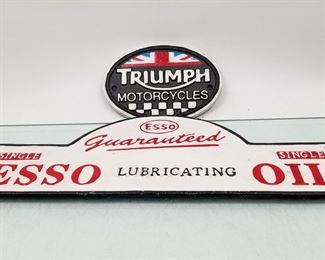 TRIUMPH
MOTORCYCLES
Esso
Guaranteed
SINGLE SINGLE
ESSO LUBRICATING OIL